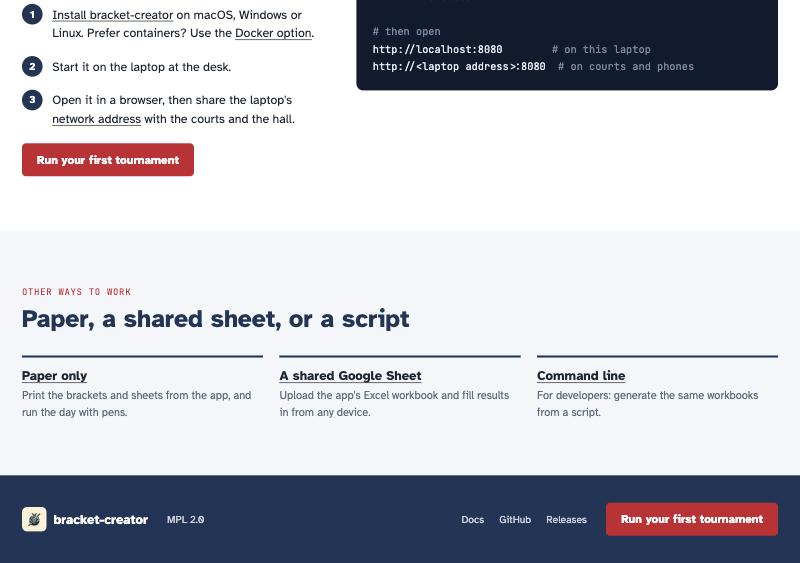 1 Install bracket-creator on macOS, Windows or
Linux. Prefer containers? Use the Docker option.
2 Start it on the laptop at the desk.
3 Open it in a browser, then share the laptop's
network address with the courts and the hall.
Run your first tournament
# then open
http://localhost:8080 # on this laptop
http://<laptop address>:8080 # on courts and phones
OTHER WAYS TO WORK
Paper, a shared sheet, or a script
Paper only
Print the brackets and sheets from the app, and
run the day with pens.
A shared Google Sheet
Upload the app's Excel workbook and fill results
in from any device.
Command line
For developers: generate the same workbooks
from a script.
bracket-creator MPL 2.0 Docs GitHub Releases Run your first tournament